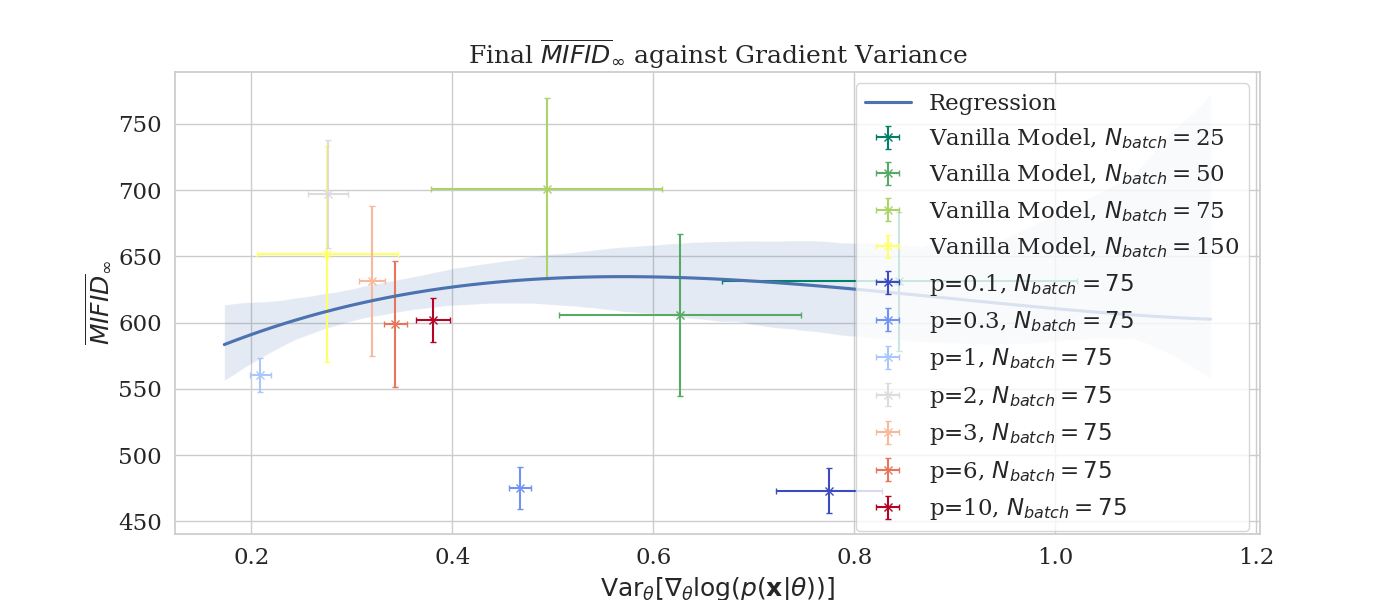 Final $\overline{MIFID}_\infty$ against Gradient Variance
$\overline{MIFID}_\infty$
750
700
650
600
550
500
450
0.2 0.4 0.6 0.8 1.0 1.2
$\mathrm{Var}_\theta[\nabla_\theta \log(p(\mathbf{x}|\theta))]$
Regression
Vanilla Model, $N_{batch} = 25$
Vanilla Model, $N_{batch} = 50$
Vanilla Model, $N_{batch} = 75$
Vanilla Model, $N_{batch} = 150$
p=0.1, $N_{batch} = 75$
p=0.3, $N_{batch} = 75$
p=1, $N_{batch} = 75$
p=2, $N_{batch} = 75$
p=3, $N_{batch} = 75$
p=6, $N_{batch} = 75$
p=10, $N_{batch} = 75$